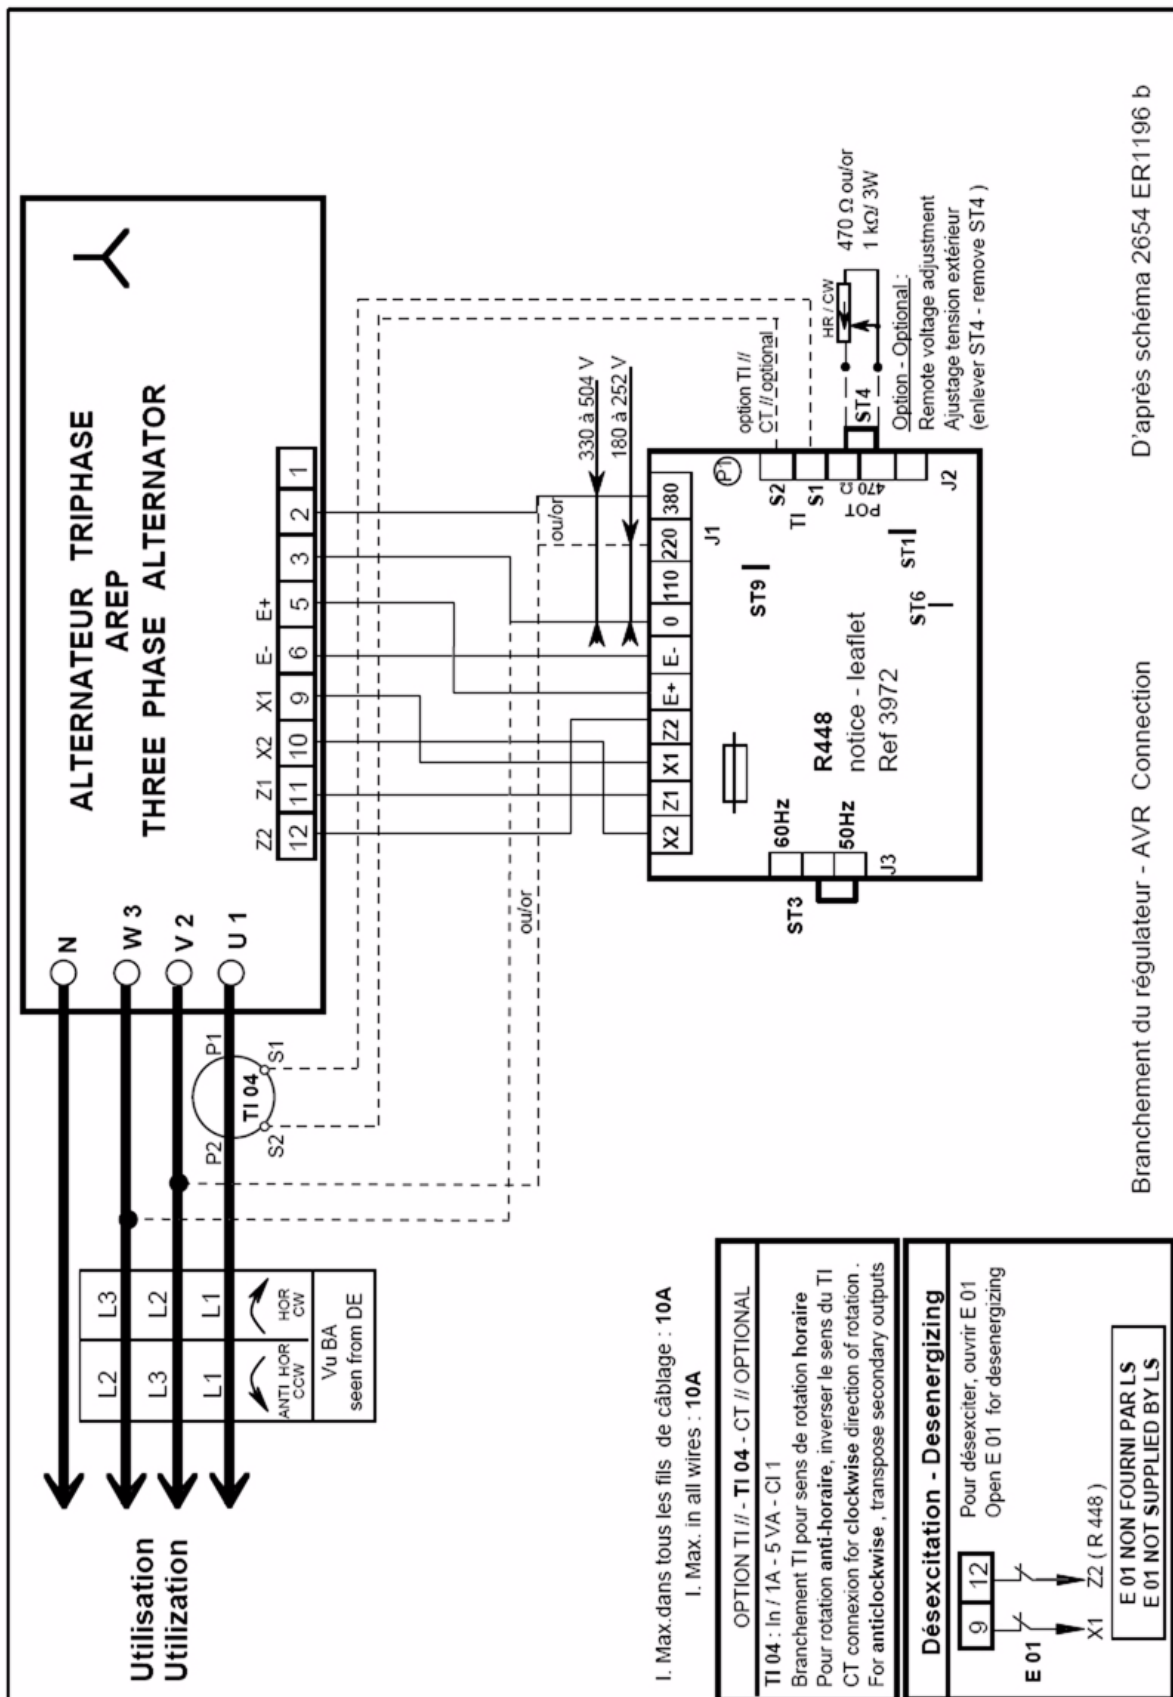 ALTERNATEUR TRIPHASE
AREP
THREE PHASE ALTERNATOR
N
W 3
V 2
U 1
Z2 Z1 X2 X1 E- E+
12 11 10 9 6 5 3 2 1
P2 P1
TI 04
S2 S1
Utilisation
Utilization
L2 L3
L3 L2
L1 L1
ANTI HOR
CCW
HOR
CW
Vu BA
seen from DE
ou/or
ou/or
330 à 504 V
180 à 252 V
option TI //
CT // optional
X2 Z1 X1 Z2 E+ E- 0 110 220 380
J1
P1
ST9
S2
TI
S1
POT
470 Ω
J2
ST4
HR / CW
470 Ω ou/or
1 kΩ/ 3W
Option - Optional :
Remote voltage adjustment
Ajustage tension extérieur
(enlever ST4 - remove ST4 )
60Hz
50Hz
ST3
J3
R448
notice - leaflet
Ref 3972
ST6
ST1
I. Max.dans tous les fils de câblage : 10A
I. Max. in all wires : 10A
OPTION TI // - TI 04 - CT // OPTIONAL
TI 04 : In / 1A - 5 VA - Cl 1
Branchement TI pour sens de rotation horaire
Pour rotation anti-horaire, inverser le sens du TI
CT connexion for clockwise direction of rotation .
For anticlockwise , transpose secondary outputs
Désexcitation - Desenergizing
9 12
Pour désexciter, ouvrir E 01
Open E 01 for desenergizing
E 01
X1 Z2 ( R 448 )
E 01 NON FOURNI PAR LS
E 01 NOT SUPPLIED BY LS
Branchement du régulateur - AVR Connection
D'après schéma 2654 ER1196 b